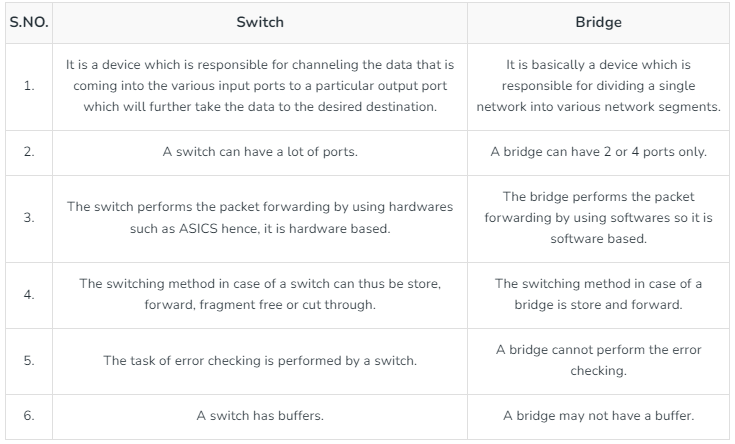 S.NO. Switch Bridge
It is a device which is responsible for channeling the data that is
1. coming into the various input ports to a particular output port
which will further take the data to the desired destination.
It is basically a device which is
responsible for dividing a single
network into various network segments.
2. A switch can have a lot of ports. A bridge can have 2 or 4 ports only.
3. The switch performs the packet forwarding by using hardwares
such as ASICS hence, it is hardware based.
The bridge performs the packet
forwarding by using softwares so it is
software based.
4. The switching method in case of a switch can thus be store,
forward, fragment free or cut through.
The switching method in case of a
bridge is store and forward.
5. The task of error checking is performed by a switch.
A bridge cannot perform the error
checking.
6. A switch has buffers. A bridge may not have a buffer.